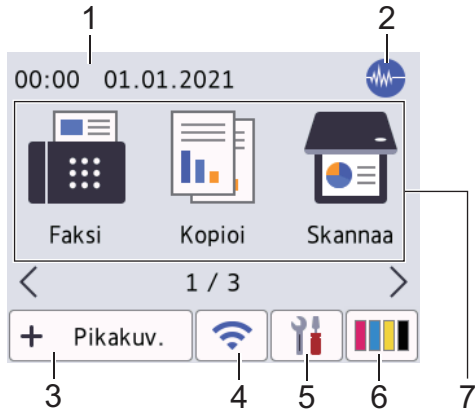 1 2
00:00 01.01.2021
Faksi Kopioi Skannaa
< 1 / 3 >
+ Pikakuv.
3 4 5 6 7